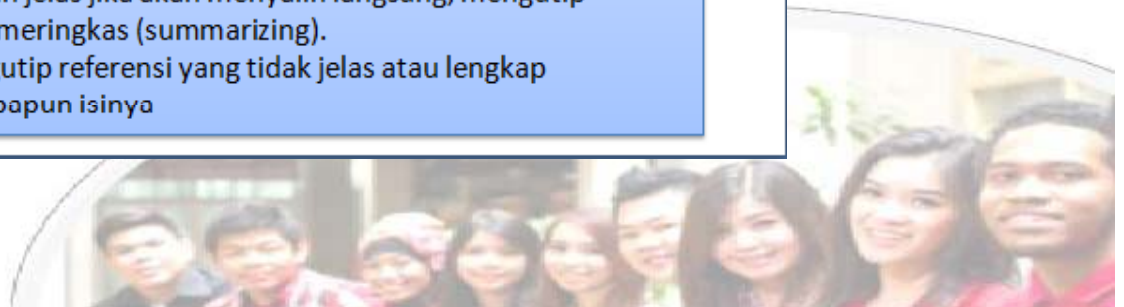 jelas jika akan menyalin langsung, mengutip
meringkas (summarizing).
utip referensi yang tidak jelas atau lengkap
papun isinya